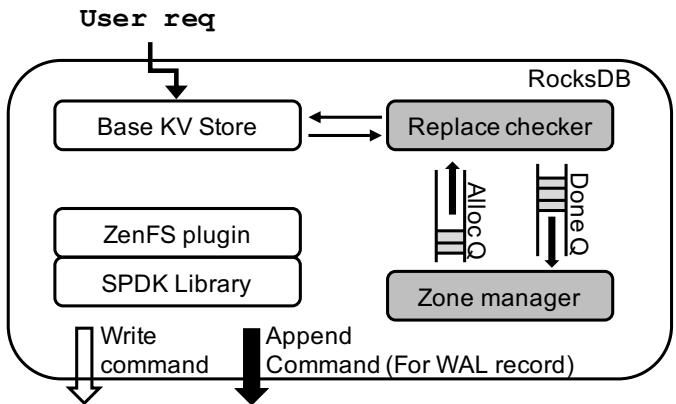 User req
RocksDB
Base KV Store
Replace checker
Alloc Q
Done Q
ZenFS plugin
SPDK Library
Zone manager
Write
command
Append
Command (For WAL record)